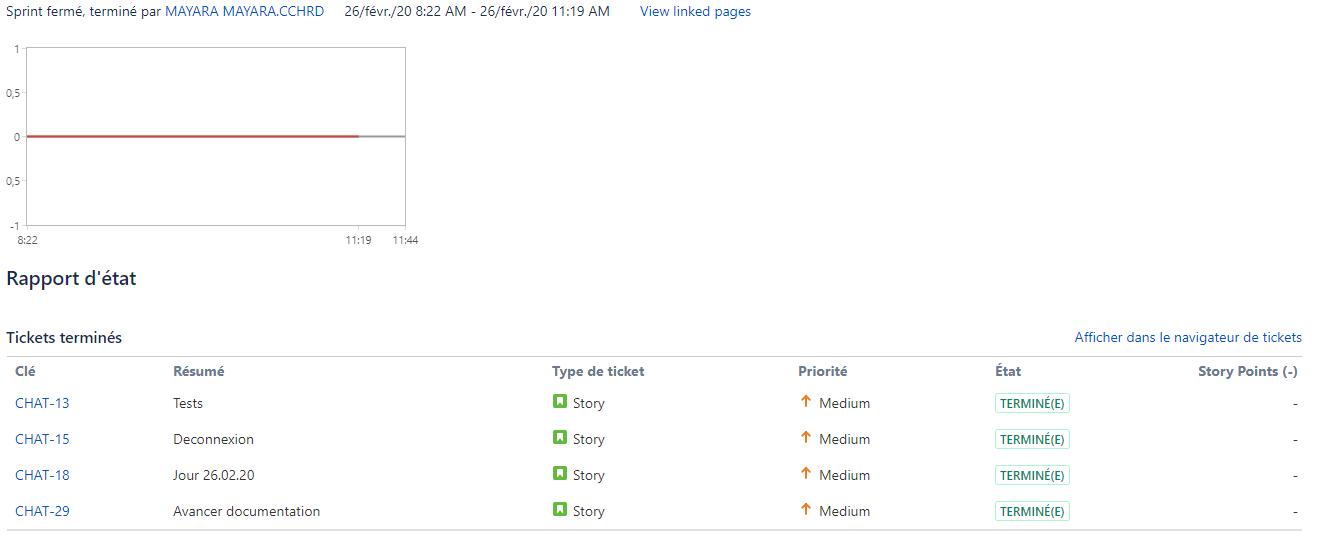 Sprint fermé, terminé par MAYARA MAYARA.CCHRD 26/févr./20 8:22 AM - 26/févr./20 11:19 AM View linked pages
1
0,5
0
0,5
-1
8:22 11:19 11:44
Rapport d'état
Tickets terminés Afficher dans le navigateur de tickets
Clé Résumé Type de ticket Priorité État Story Points (-)
CHAT-13 Tests Story Medium TERMINÉ(E) -
CHAT-15 Deconnexion Story Medium TERMINÉ(E) -
CHAT-18 Jour 26.02.20 Story Medium TERMINÉ(E) -
CHAT-29 Avancer documentation Story Medium TERMINÉ(E) -